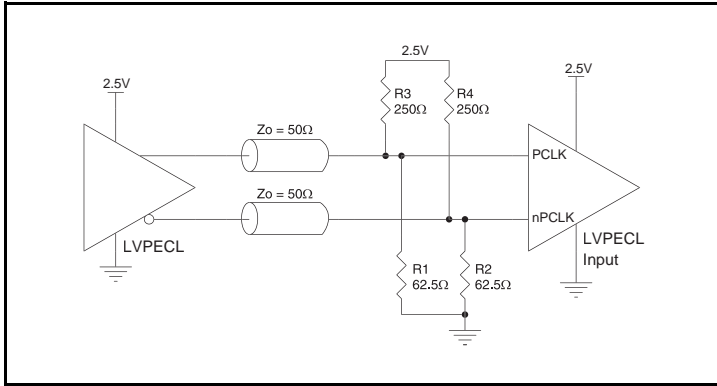 2.5V
2.5V
2.5V
R3
250Ω
R4
250Ω
Zo = 50Ω
PCLK
Zo = 50Ω
nPCLK
LVPECL
LVPECL
Input
R1
62.5Ω
R2
62.5Ω